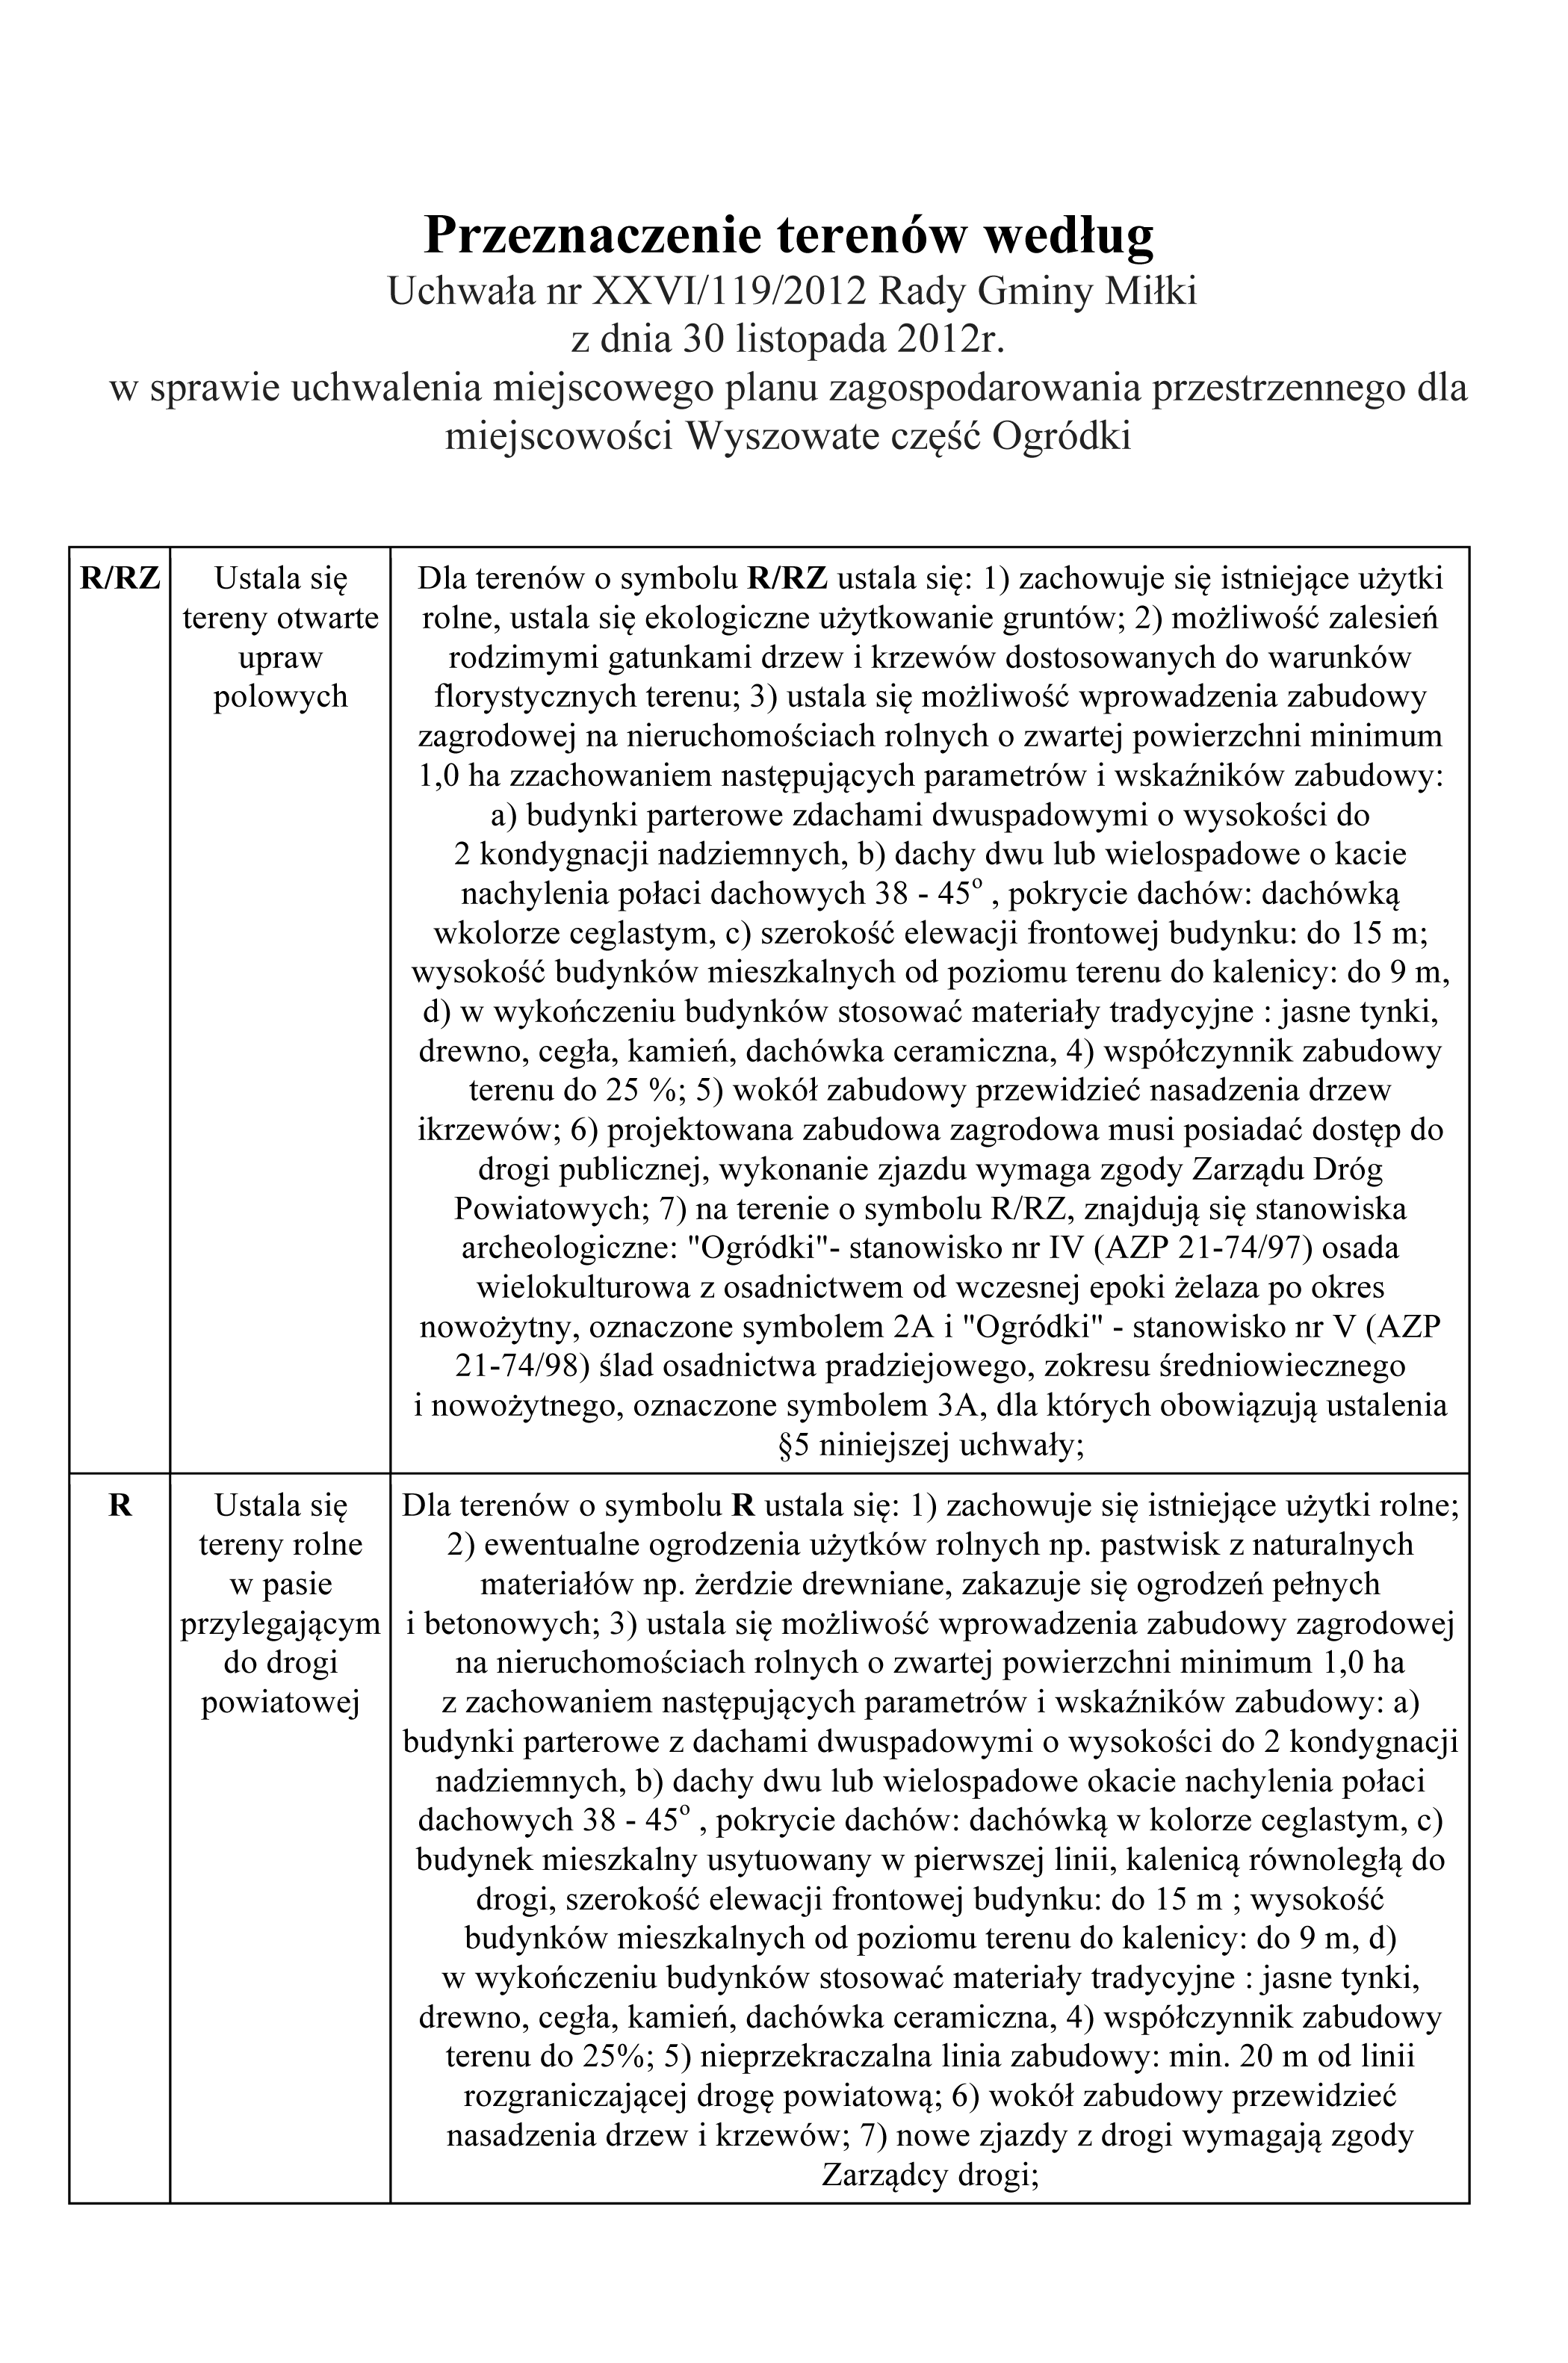 Przeznaczenie terenów według
Uchwała nr XXVI/119/2012 Rady Gminy Miłki
z dnia 30 listopada 2012r.
w sprawie uchwalenia miejscowego planu zagospodarowania przestrzennego dla
miejscowości Wyszowate część Ogródki
R/RZ
Ustala się
tereny otwarte
upraw
polowych
Dla terenów o symbolu R/RZ ustala się: 1) zachowuje się istniejące użytki
rolne, ustala się ekologiczne użytkowanie gruntów; 2) możliwość zalesień
rodzimymi gatunkami drzew i krzewów dostosowanych do warunków
florystycznych terenu; 3) ustala się możliwość wprowadzenia zabudowy
zagrodowej na nieruchomościach rolnych o zwartej powierzchni minimum
1,0 ha zzachowaniem następujących parametrów i wskaźników zabudowy:
a) budynki parterowe zdachami dwuspadowymi o wysokości do
2 kondygnacji nadziemnych, b) dachy dwu lub wielospadowe o kacie
nachylenia połaci dachowych 38 - 45º , pokrycie dachów: dachówką
wkolorze ceglastym, c) szerokość elewacji frontowej budynku: do 15 m;
wysokość budynków mieszkalnych od poziomu terenu do kalenicy: do 9 m,
d) w wykończeniu budynków stosować materiały tradycyjne : jasne tynki,
drewno, cegła, kamień, dachówka ceramiczna, 4) współczynnik zabudowy
terenu do 25 %; 5) wokół zabudowy przewidzieć nasadzenia drzew
ikrzewów; 6) projektowana zabudowa zagrodowa musi posiadać dostęp do
drogi publicznej, wykonanie zjazdu wymaga zgody Zarządu Dróg
Powiatowych; 7) na terenie o symbolu R/RZ, znajdują się stanowiska
archeologiczne: "Ogródki"- stanowisko nr IV (AZP 21-74/97) osada
wielokulturowa z osadnictwem od wczesnej epoki żelaza po okres
nowożytny, oznaczone symbolem 2A i "Ogródki" - stanowisko nr V (AZP
21-74/98) ślad osadnictwa pradziejowego, zokresu średniowiecznego
i nowożytnego, oznaczone symbolem 3A, dla których obowiązują ustalenia
§5 niniejszej uchwały;
R
Ustala się
tereny rolne
w pasie
przylegającym
do drogi
powiatowej
Dla terenów o symbolu R ustala się: 1) zachowuje się istniejące użytki rolne;
2) ewentualne ogrodzenia użytków rolnych np. pastwisk z naturalnych
materiałów np. żerdzie drewniane, zakazuje się ogrodzeń pełnych
i betonowych; 3) ustala się możliwość wprowadzenia zabudowy zagrodowej
na nieruchomościach rolnych o zwartej powierzchni minimum 1,0 ha
z zachowaniem następujących parametrów i wskaźników zabudowy: a)
budynki parterowe z dachami dwuspadowymi o wysokości do 2 kondygnacji
nadziemnych, b) dachy dwu lub wielospadowe okacie nachylenia połaci
dachowych 38 - 45º , pokrycie dachów: dachówką w kolorze ceglastym, c)
budynek mieszkalny usytuowany w pierwszej linii, kalenicą równoległą do
drogi, szerokość elewacji frontowej budynku: do 15 m ; wysokość
budynków mieszkalnych od poziomu terenu do kalenicy: do 9 m, d)
w wykończeniu budynków stosować materiały tradycyjne : jasne tynki,
drewno, cegła, kamień, dachówka ceramiczna, 4) współczynnik zabudowy
terenu do 25%; 5) nieprzekraczalna linia zabudowy: min. 20 m od linii
rozgraniczającej drogę powiatową; 6) wokół zabudowy przewidzieć
nasadzenia drzew i krzewów; 7) nowe zjazdy z drogi wymagają zgody
Zarządcy drogi;